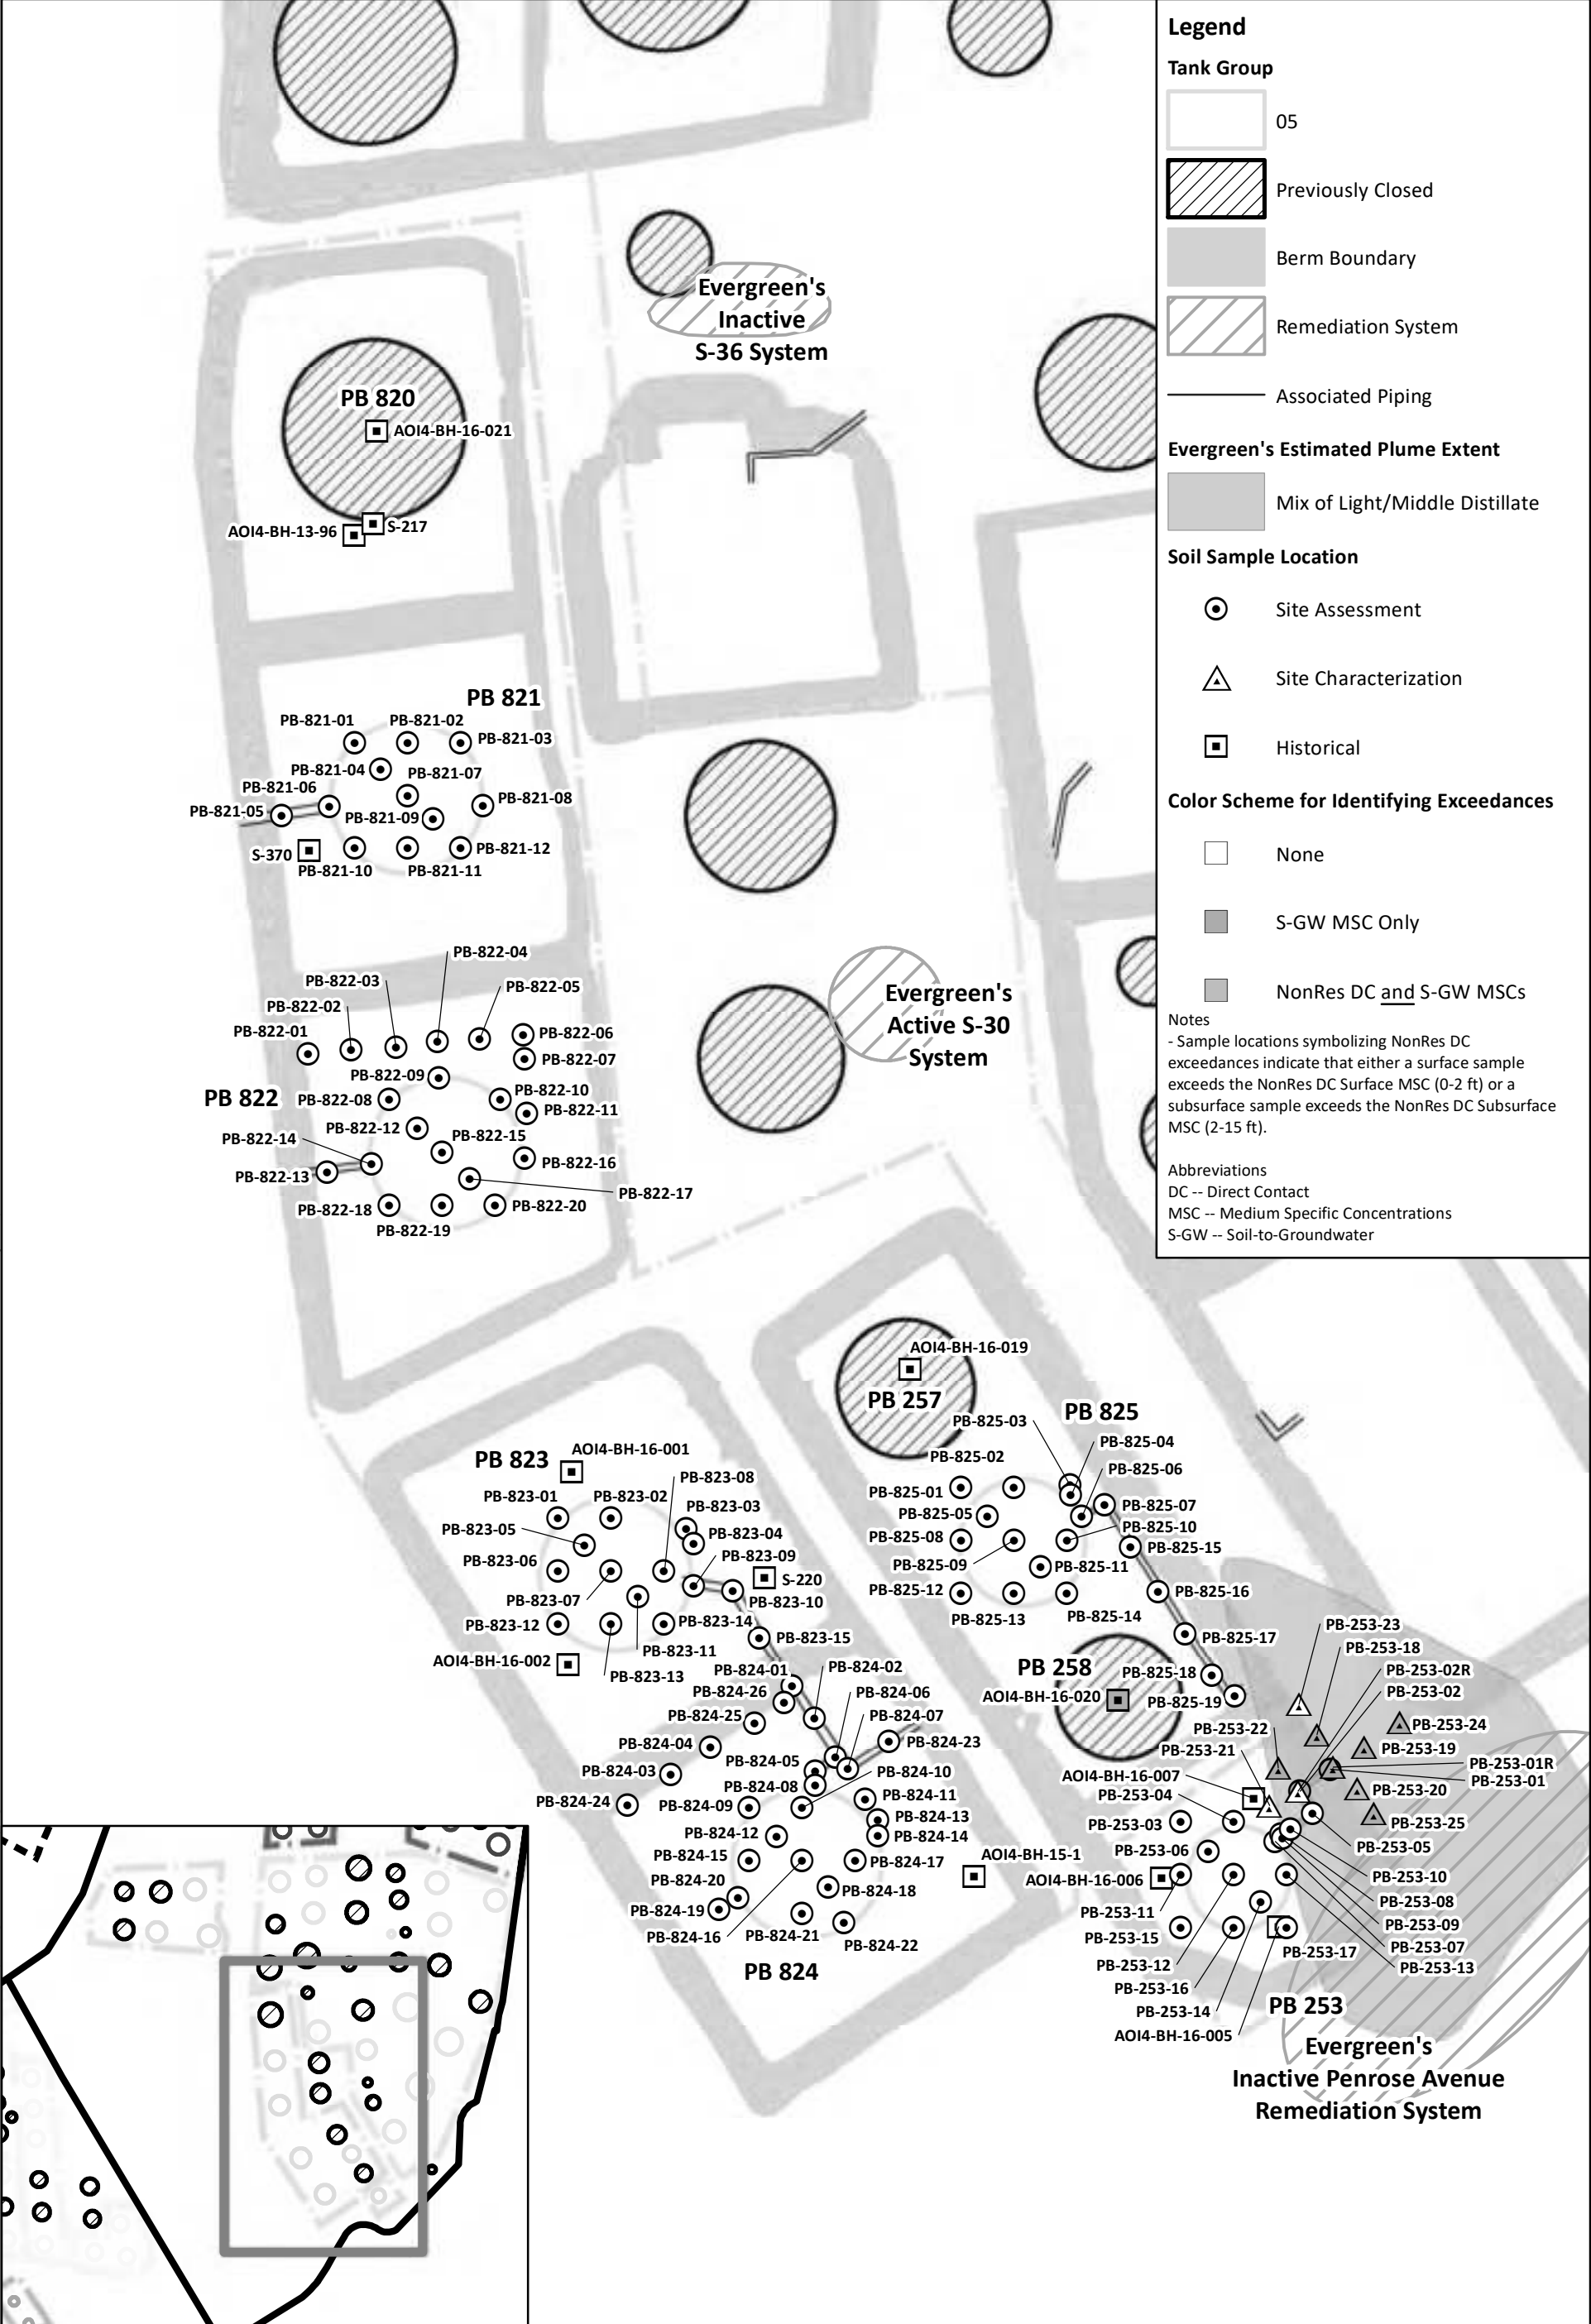 Legend
Tank Group
05
Previously Closed
Berm Boundary
Remediation System
Associated Piping
Evergreen's Estimated Plume Extent
Mix of Light/Middle Distillate
Soil Sample Location
Site Assessment
Site Characterization
Historical
Color Scheme for Identifying Exceedances
None
S-GW MSC Only
NonRes DC and S-GW MSCs
Notes
- Sample locations symbolizing NonRes DC
exceedances indicate that either a surface sample
exceeds the NonRes DC Surface MSC (0-2 ft) or a
subsurface sample exceeds the NonRes DC Subsurface
MSC (2-15 ft).
Abbreviations
DC -- Direct Contact
MSC -- Medium Specific Concentrations
S-GW -- Soil-to-Groundwater
Evergreen's
Inactive
S-36 System
PB 820
AOI4-BH-16-021
AOI4-BH-13-96
S-217
PB 821
PB-821-01
PB-821-02
PB-821-03
PB-821-04
PB-821-07
PB-821-06
PB-821-05
PB-821-08
PB-821-09
S-370
PB-821-12
PB-821-10
PB-821-11
PB-822-04
PB-822-03
PB-822-05
PB-822-02
PB-822-01
PB-822-06
PB-822-07
PB-822-09
PB 822
PB-822-08
PB-822-10
PB-822-11
PB-822-12
PB-822-15
PB-822-14
PB-822-16
PB-822-13
PB-822-17
PB-822-18
PB-822-20
PB-822-19
Evergreen's
Active S-30
System
AOI4-BH-16-019
PB 257
PB 825
PB-825-03
PB-825-04
PB-825-02
PB-825-06
PB-825-01
PB-825-07
PB-825-05
PB-825-10
PB-825-08
PB-825-15
PB-825-09
PB-825-11
PB-825-12
PB-825-16
PB-825-13
PB-825-14
PB-825-17
PB 258
PB-825-18
AOI4-BH-16-020
PB-825-19
PB 823
AOI4-BH-16-001
PB-823-08
PB-823-01
PB-823-02
PB-823-03
PB-823-05
PB-823-04
PB-823-06
PB-823-09
S-220
PB-823-07
PB-823-10
PB-823-12
PB-823-14
PB-823-15
PB-823-11
AOI4-BH-16-002
PB-823-13
PB-824-01
PB-824-02
PB-824-26
PB-824-06
PB-824-25
PB-824-07
PB-824-04
PB-824-23
PB-824-05
PB-824-03
PB-824-10
PB-824-08
PB-824-24
PB-824-09
PB-824-11
PB-824-13
PB-824-12
PB-824-14
PB-824-15
PB-824-17
PB-824-20
PB-824-18
PB-824-19
PB-824-16
PB-824-21
PB-824-22
PB 824
AOI4-BH-15-1
PB-253-23
PB-253-18
PB-253-02R
PB-253-02
PB-253-22
PB-253-24
PB-253-21
PB-253-19
PB-253-01R
PB-253-01
AOI4-BH-16-007
PB-253-20
PB-253-04
PB-253-03
PB-253-25
PB-253-06
PB-253-05
AOI4-BH-16-006
PB-253-10
PB-253-08
PB-253-11
PB-253-09
PB-253-15
PB-253-07
PB-253-17
PB-253-12
PB-253-13
PB-253-16
PB-253-14
AOI4-BH-16-005
PB 253
Evergreen's
Inactive Penrose Avenue
Remediation System